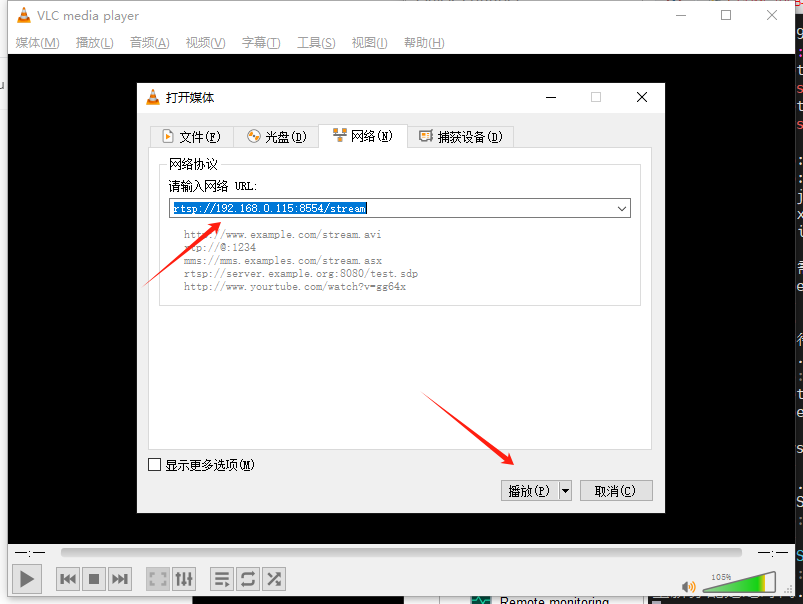 VLC media player
媒体(M) 播放(L) 音频(A) 视频(V) 字幕(T) 工具(S) 视图(I) 帮助(H)
打开媒体
文件(F) 光盘(D) 网络(N) 捕获设备(D)
网络协议
请输入网络 URL:
rtsp://192.168.0.115:8554/stream
http://www.example.com/stream.avi
rtp://@:1234
mms://mms.examples.com/stream.asx
rtsp://server.example.org:8080/test.sdp
http://www.yourtube.com/watch?v=gg64x
显示更多选项(M)
播放(P) 取消(C)
--:-- --:--
105%
Remote monitoring